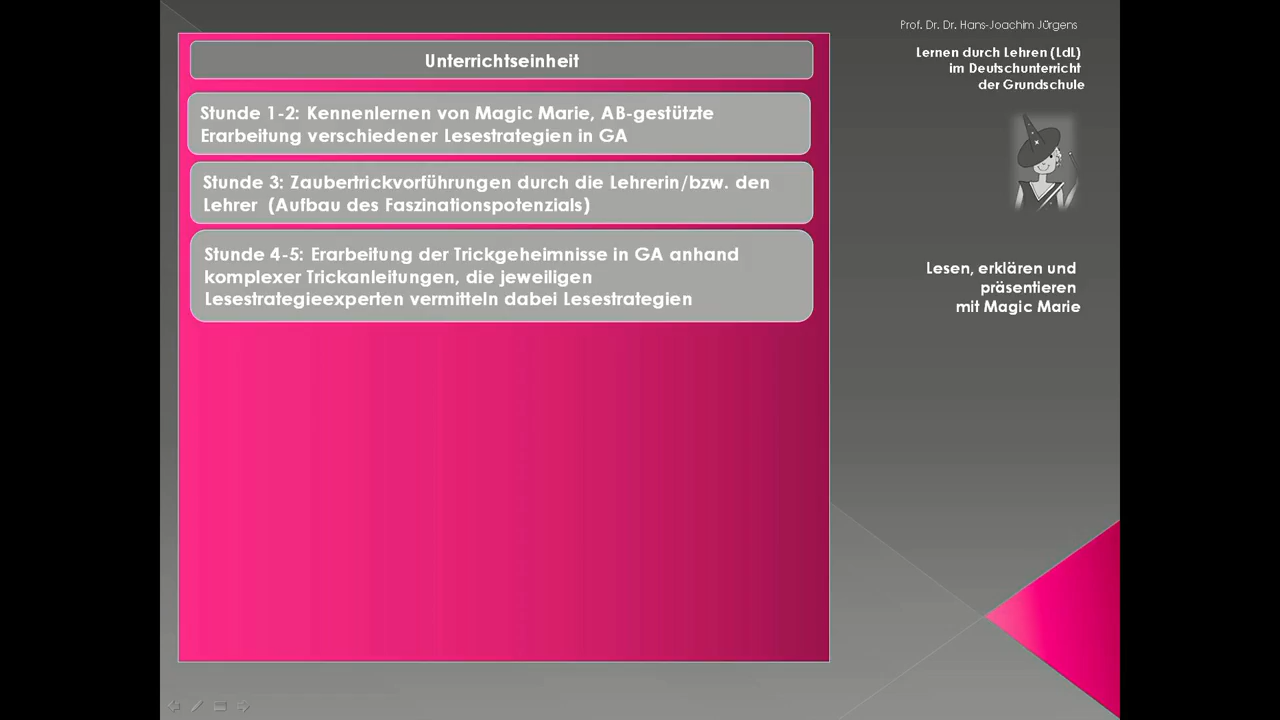 Prof. Dr. Dr. Hans-Joachim Jürgens
Lernen durch Lehren (LdL)
im Deutschunterricht
der Grundschule
Unterrichtseinheit
Stunde 1-2: Kennenlernen von Magic Marie, AB-gestützte
Erarbeitung verschiedener Lesestrategien in GA
Stunde 3: Zaubertrickvorführungen durch die Lehrerin/bzw. den
Lehrer (Aufbau des Faszinationspotenzials)
Stunde 4-5: Erarbeitung der Trickgeheimnisse in GA anhand
komplexer Trickanleitungen, die jeweiligen
Lesestrategieexperten vermitteln dabei Lesestrategien
Lesen, erklären und
präsentieren
mit Magic Marie